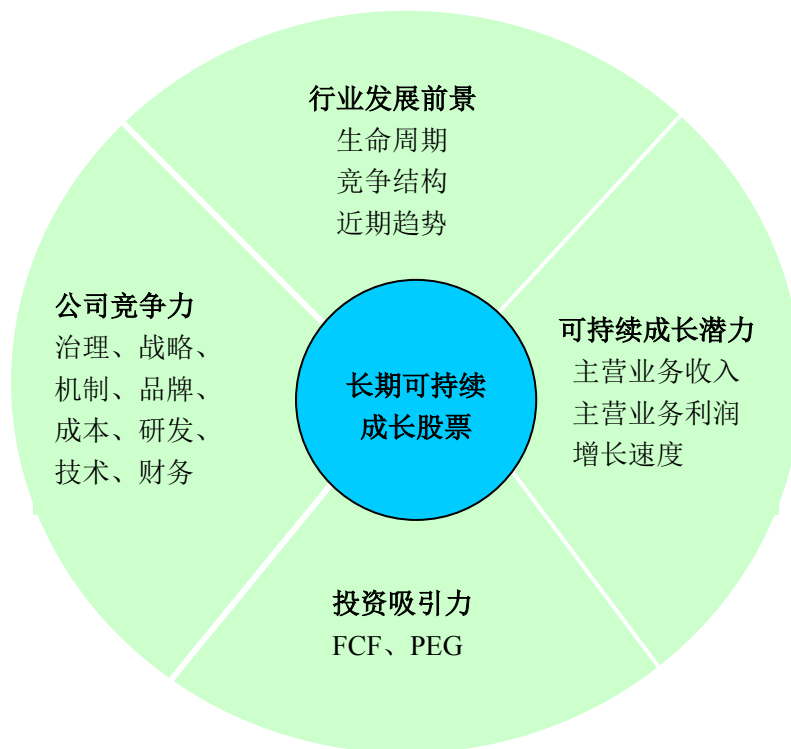 行业发展前景
生命周期
竞争结构
近期趋势
公司竞争力
治理、战略、
机制、品牌、
成本、研发、
技术、财务
长期可持续
成长股票
可持续成长潜力
主营业务收入
主营业务利润
增长速度
投资吸引力
FCF、PEG